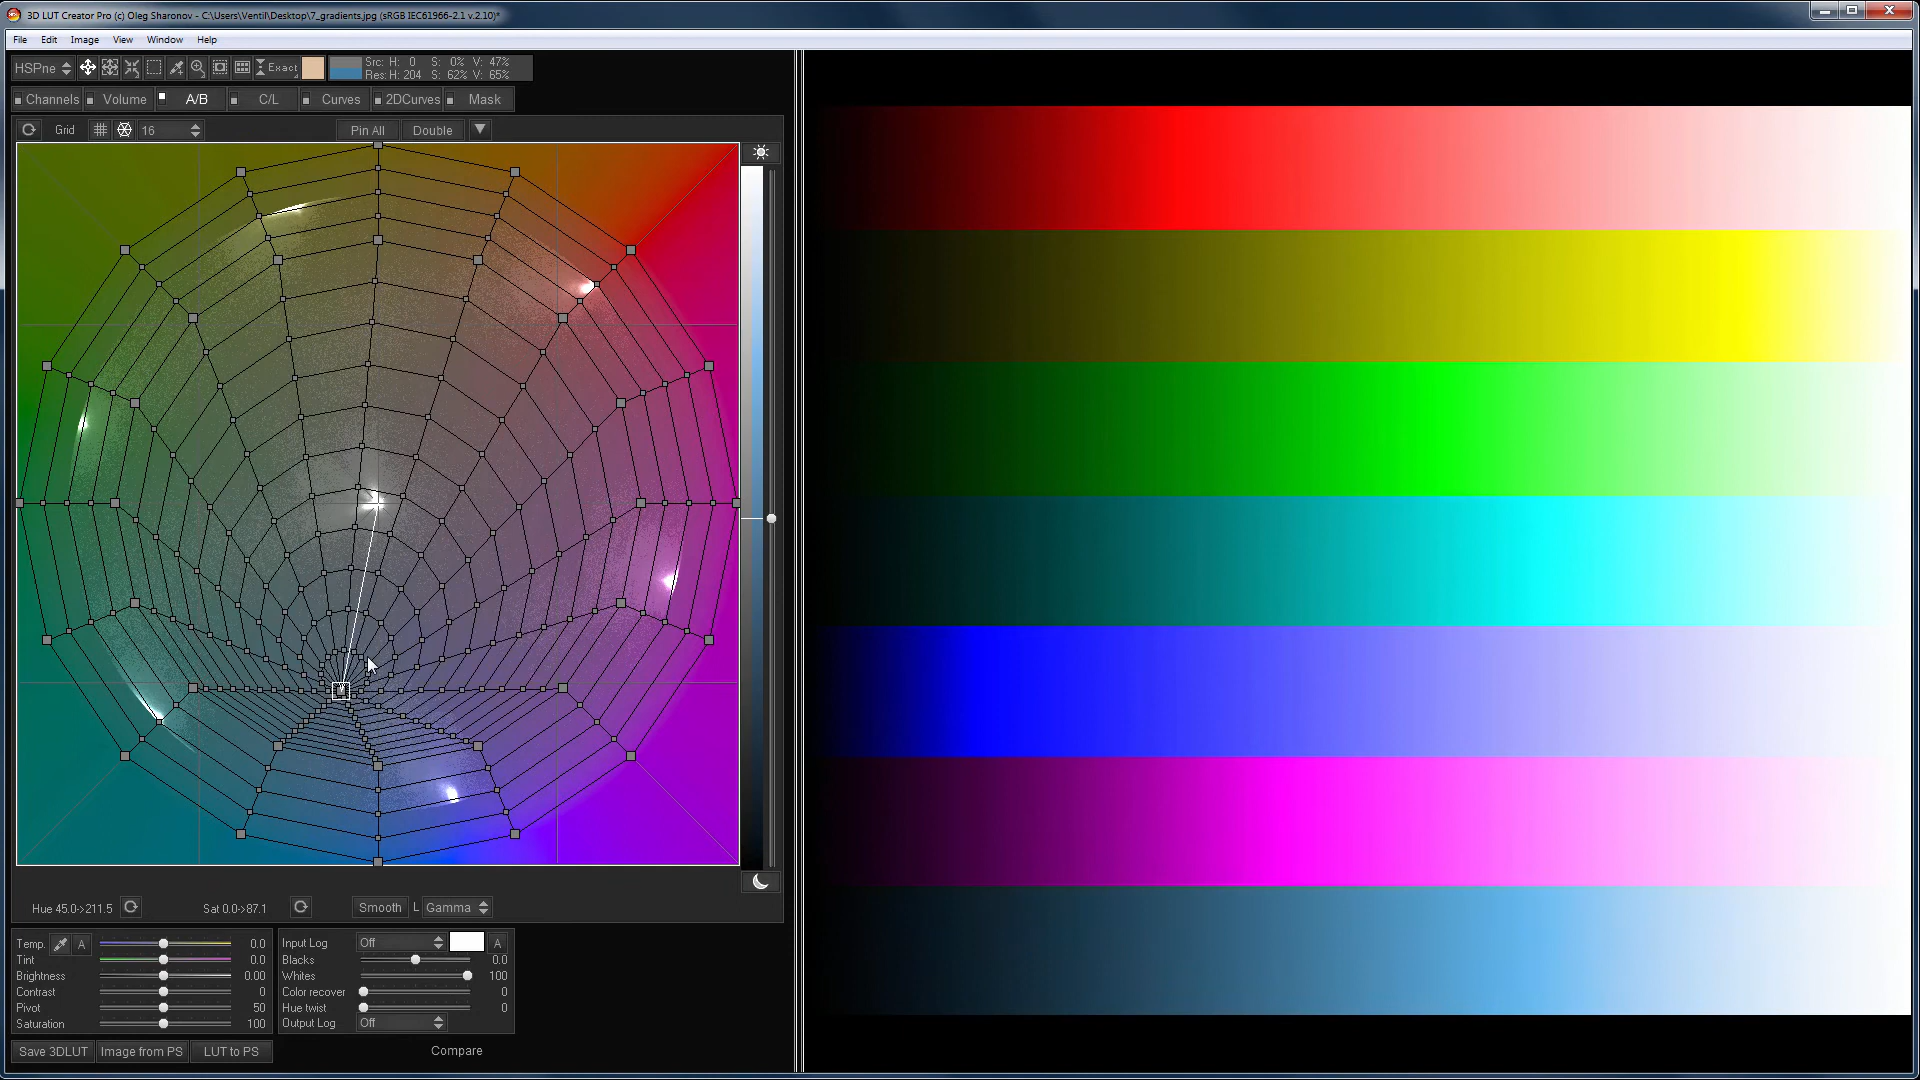 3D LUT Creator Pro (c) Oleg Sharonov - C:\Users\Ventil\Desktop\7_gradients.jpg (sRGB IEC61966-2.1 v.2.10)*
File Edit Image View Window Help
HSPne Exact Src: H: 0 S: 0% V: 47%
Res: H: 204 S: 62% V: 65%
Channels Volume A/B C/L Curves 2DCurves Mask
Grid 16 Pin All Double
Hue 45.0->211.5 Sat 0.0->87.1 Smooth L Gamma
Temp. A 0.0 Input Log Off A
Tint 0.0 Blacks 0.0
Brightness 0.00 Whites 100
Contrast 0 Color recover 0
Pivot 50 Hue twist 0
Saturation 100 Output Log Off
Save 3DLUT Image from PS LUT to PS Compare